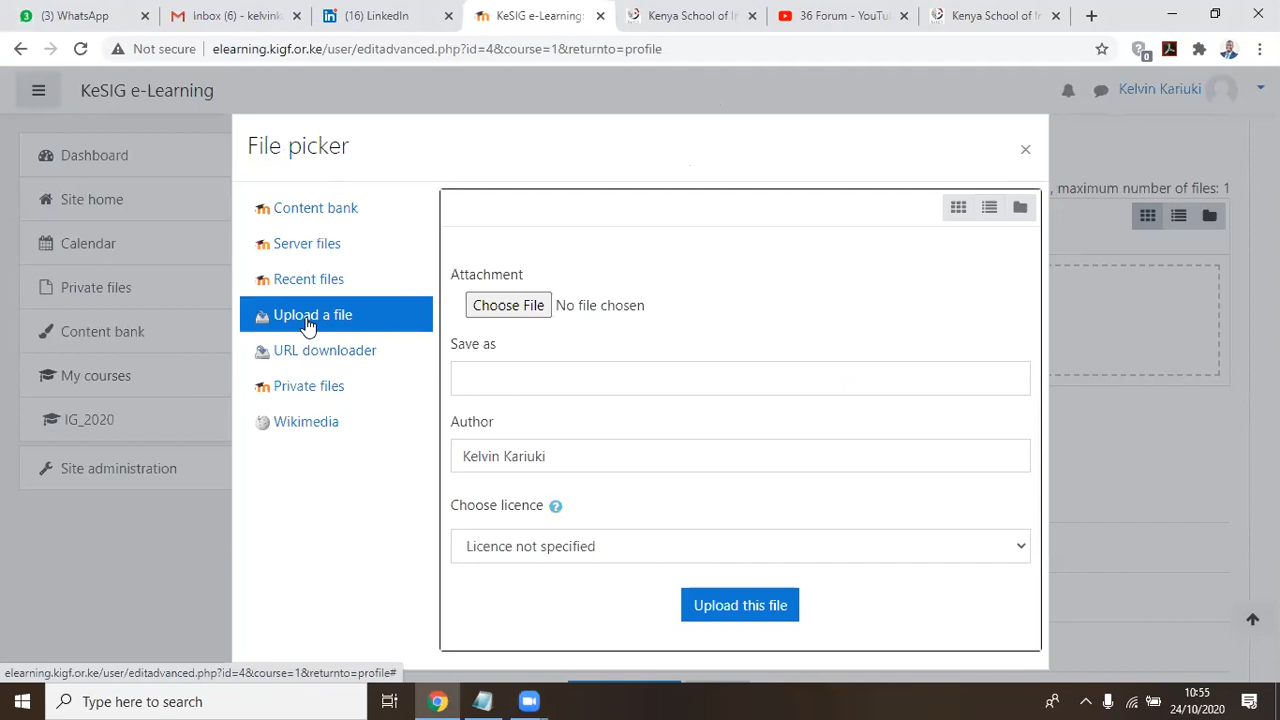 (3) WhatsApp
Inbox (6) - kelvink
(16) LinkedIn
KeSIG e-Learning:
Kenya School of In
36 Forum - YouTu
Kenya School of In
Not secure
elearning.kigf.or.ke/user/editadvanced.php?id=4&course=1&returnto=profile
0
KeSIG e-Learning
Kelvin Kariuki
File picker
Dashboard
Site home
Calendar
Private files
Content bank
My courses
IG_2020
Site administration
, maximum number of files: 1
Content bank
Server files
Recent files
Upload a file
URL downloader
Private files
Wikimedia
Attachment
Choose File No file chosen
Save as
Author
Kelvin Kariuki
Choose licence
Licence not specified
Upload this file
elearning.kigf.or.ke/user/editadvanced.php?id=4&course=1&returnto=profile#
Type here to search
10:55
24/10/2020